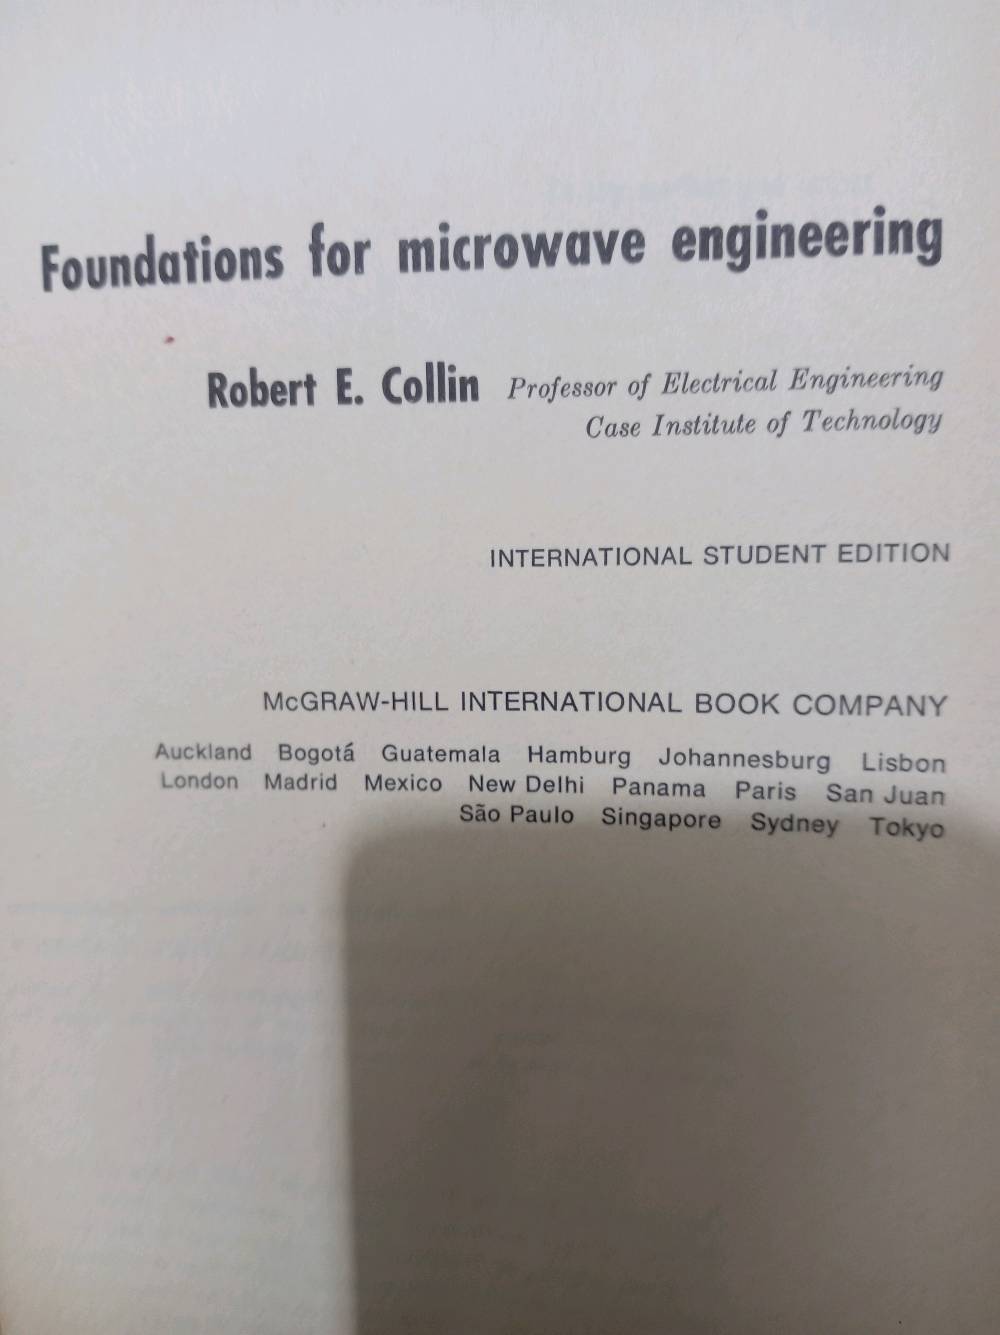 Foundations for microwave engineering
Robert E. Collin Professor of Electrical Engineering
Case Institute of Technology
INTERNATIONAL STUDENT EDITION
McGRAW-HILL INTERNATIONAL BOOK COMPANY
Auckland Bogotá Guatemala Hamburg Johannesburg Lisbon
London Madrid Mexico New Delhi Panama Paris San Juan
São Paulo Singapore Sydney Tokyo